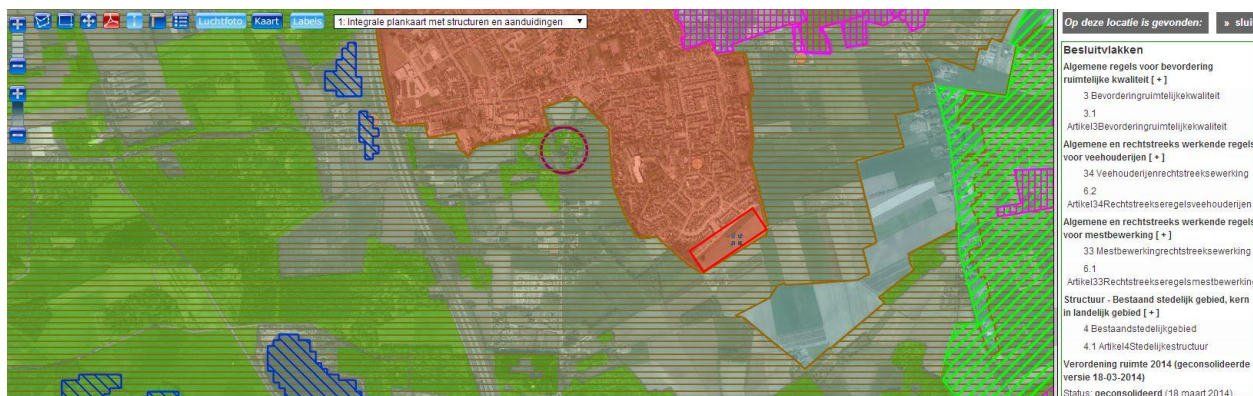 Luchtfoto Kaart Labels 1: Integrale plankaart met structuren en aanduidingen
Op deze locatie is gevonden: » slui
Besluitvlakken
Algemene regels voor bevordering
ruimtelijke kwaliteit [ + ]
3 Bevorderingruimtelijkekwaliteit
3.1
Artikel3Bevorderingruimtelijkekwaliteit
Algemene en rechtstreeks werkende regels
voor veehouderijen [ + ]
34 Veehouderijenrechtstreeksewerking
6.2
Artikel34Rechtstreekseregelsveehouderijen
Algemene en rechtstreeks werkende regels
voor mestbewerking [ + ]
33 Mestbewerkingrechtstreeksewerking
6.1
Artikel33Rechtstreekseregelsmestbewerking
Structuur - Bestaand stedelijk gebied, kern
in landelijk gebied [ + ]
4 Bestaandstedelijkgebied
4.1 Artikel4Stedelijkestructuur
Verordening ruimte 2014 (geconsolideerde
versie 18-03-2014)
Status: geconsolideerd (18 maart 2014)